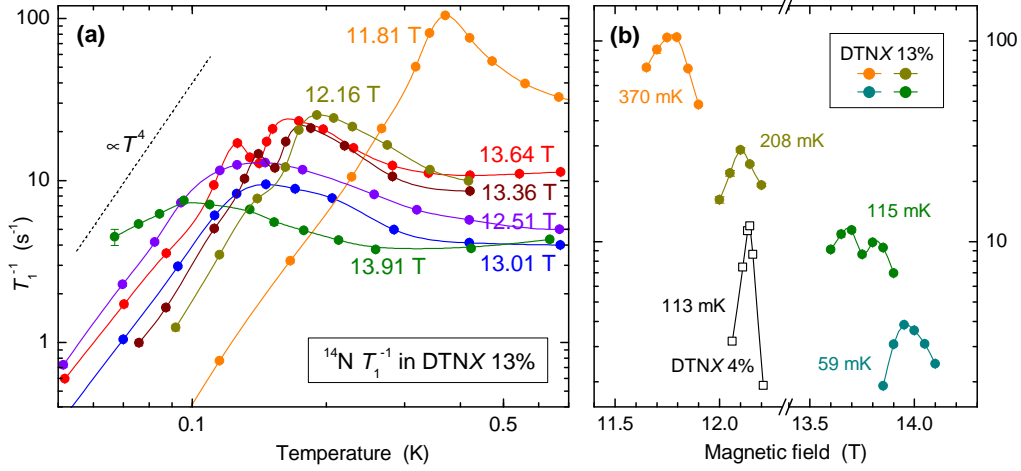 (a)
100
10
1
T₁⁻¹ (s⁻¹)
∝T⁴
11.81 T
12.16 T
13.64 T
13.36 T
12.51 T
13.01 T
13.91 T
¹⁴N T₁⁻¹ in DTNX 13%
0.1
0.3
0.5
Temperature (K)
(b)
DTNX 13%
370 mK
208 mK
115 mK
113 mK
DTNX 4%
59 mK
100
10
1
11.5
12.0
13.5
14.0
Magnetic field (T)